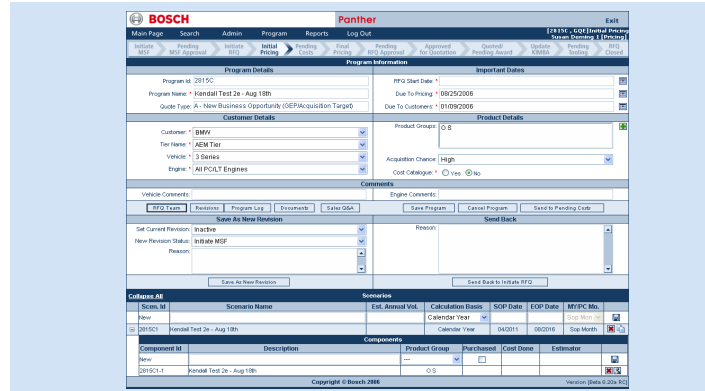 BOSCH Panther Exit
Main Page Search Admin Program Reports Log Out [2815C , GQE]Initial Pricing
Susan Deming 1 [Pricing]
Initiate MSF Pending MSF Approval Initiate RFQ Initial Pricing Pending Costs Final Pricing Pending RFQ Approval Approved for Quotation Quoted/ Pending Award Update KIMBA Pending Tooling RFQ Closed
Program Information
Program Details Important Dates
Program Id: 2815C RFQ Start Date: *
Program Name: * Kendall Test 2e - Aug 18th Due To Pricing: * 08/25/2006
Quote Type: A - New Business Opportunity (OEP/Acquisition Target) Due To Customers: * 01/09/2006
Customer Details Product Details
Customer: * BMW Product Groups: O S
Tier Name: * AEM Tier
Vehicle: * 3 Series Acquisition Chance: High
Engine: * All PC/LT Engines Cost Catalogue: * Yes No
Comments
Vehicle Comments: Engine Comments:
RFQ Team Revisions Program Log Documents Sales Q&A Save Program Cancel Program Send to Pending Costs
Save As New Revision Send Back
Set Current Revision: Inactive Reason:
New Revision Status: Initiate MSF
Reason:
Save As New Revision Send Back to Initiate RFQ
Collapse All Scenarios
Scen. Id Scenario Name Est. Annual Vol. Calculation Basis SOP Date EOP Date MY/PC Mo.
New Calendar Year Sop Mon
2815C1 Kendall Test 2e - Aug 18th Calendar Year 04/2011 08/2016 Sop Month
Components
Component Id Description Product Group Purchased Cost Done Estimator
New ---
2815C1-1 Kendall Test 2e - Aug 18th O S
Copyright © Bosch 2006 Version [Beta 8.20a RC]